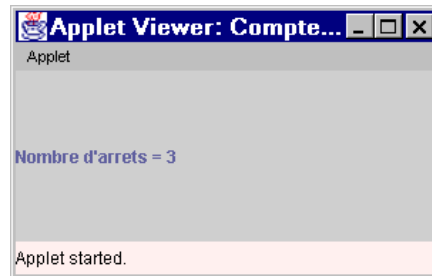 Applet Viewer: Compte...
Applet
Nombre d'arrets = 3
Applet started.